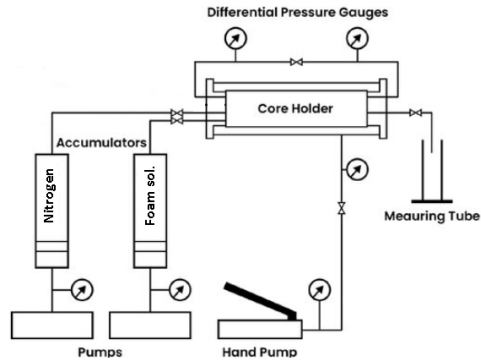 Differential Pressure Gauges
Core Holder
Accumulators
Nitrogen
Foam sol.
Meauring Tube
Pumps
Hand Pump